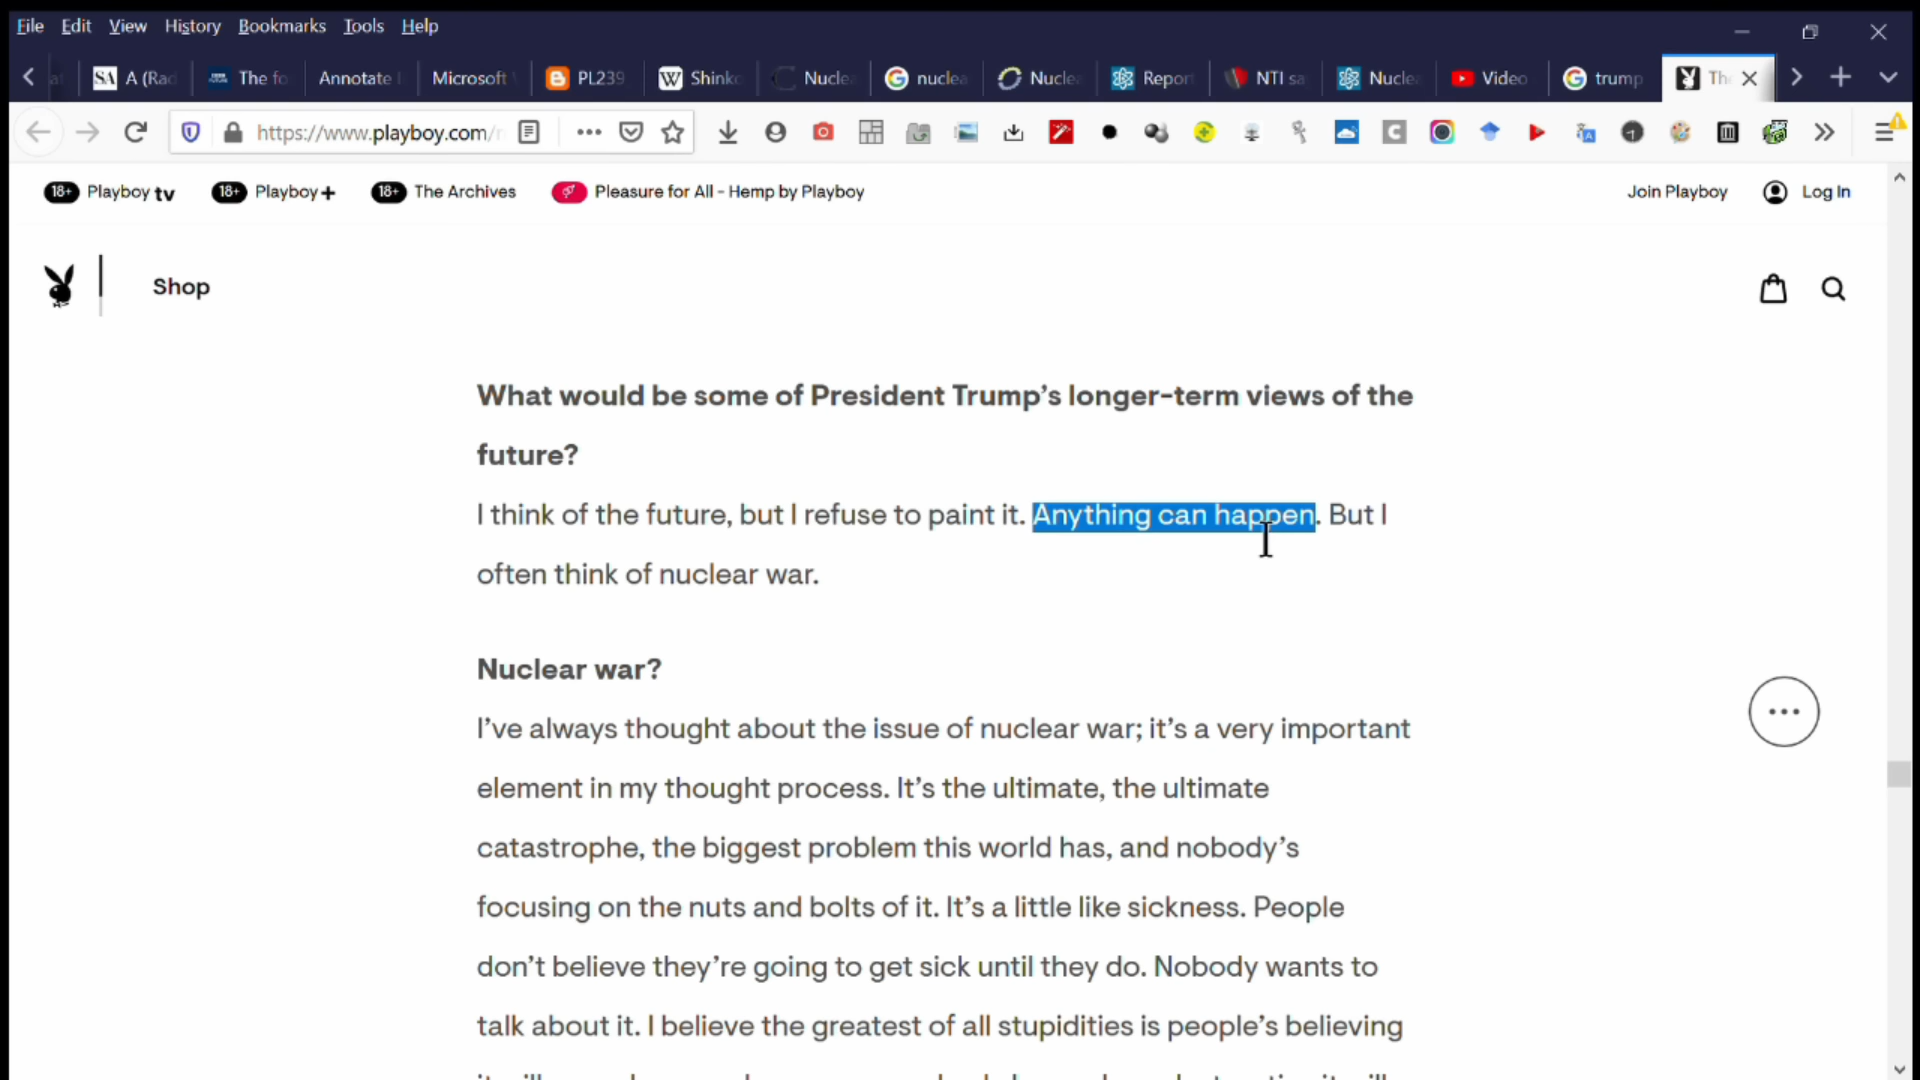 File Edit View History Bookmarks Tools Help
SA A (Rad The fo Annotate Microsoft PL239 Shinko Nuclea nuclea Nuclea Report NTI sa Nuclea Video trump Th
https://www.playboy.com/
18+ Playboy tv 18+ Playboy+ 18+ The Archives Pleasure for All - Hemp by Playboy Join Playboy Log In
Shop
What would be some of President Trump's longer-term views of the
future?
I think of the future, but I refuse to paint it. Anything can happen. But I
often think of nuclear war.
Nuclear war?
I've always thought about the issue of nuclear war; it's a very important
element in my thought process. It's the ultimate, the ultimate
catastrophe, the biggest problem this world has, and nobody's
focusing on the nuts and bolts of it. It's a little like sickness. People
don't believe they're going to get sick until they do. Nobody wants to
talk about it. I believe the greatest of all stupidities is people's believing